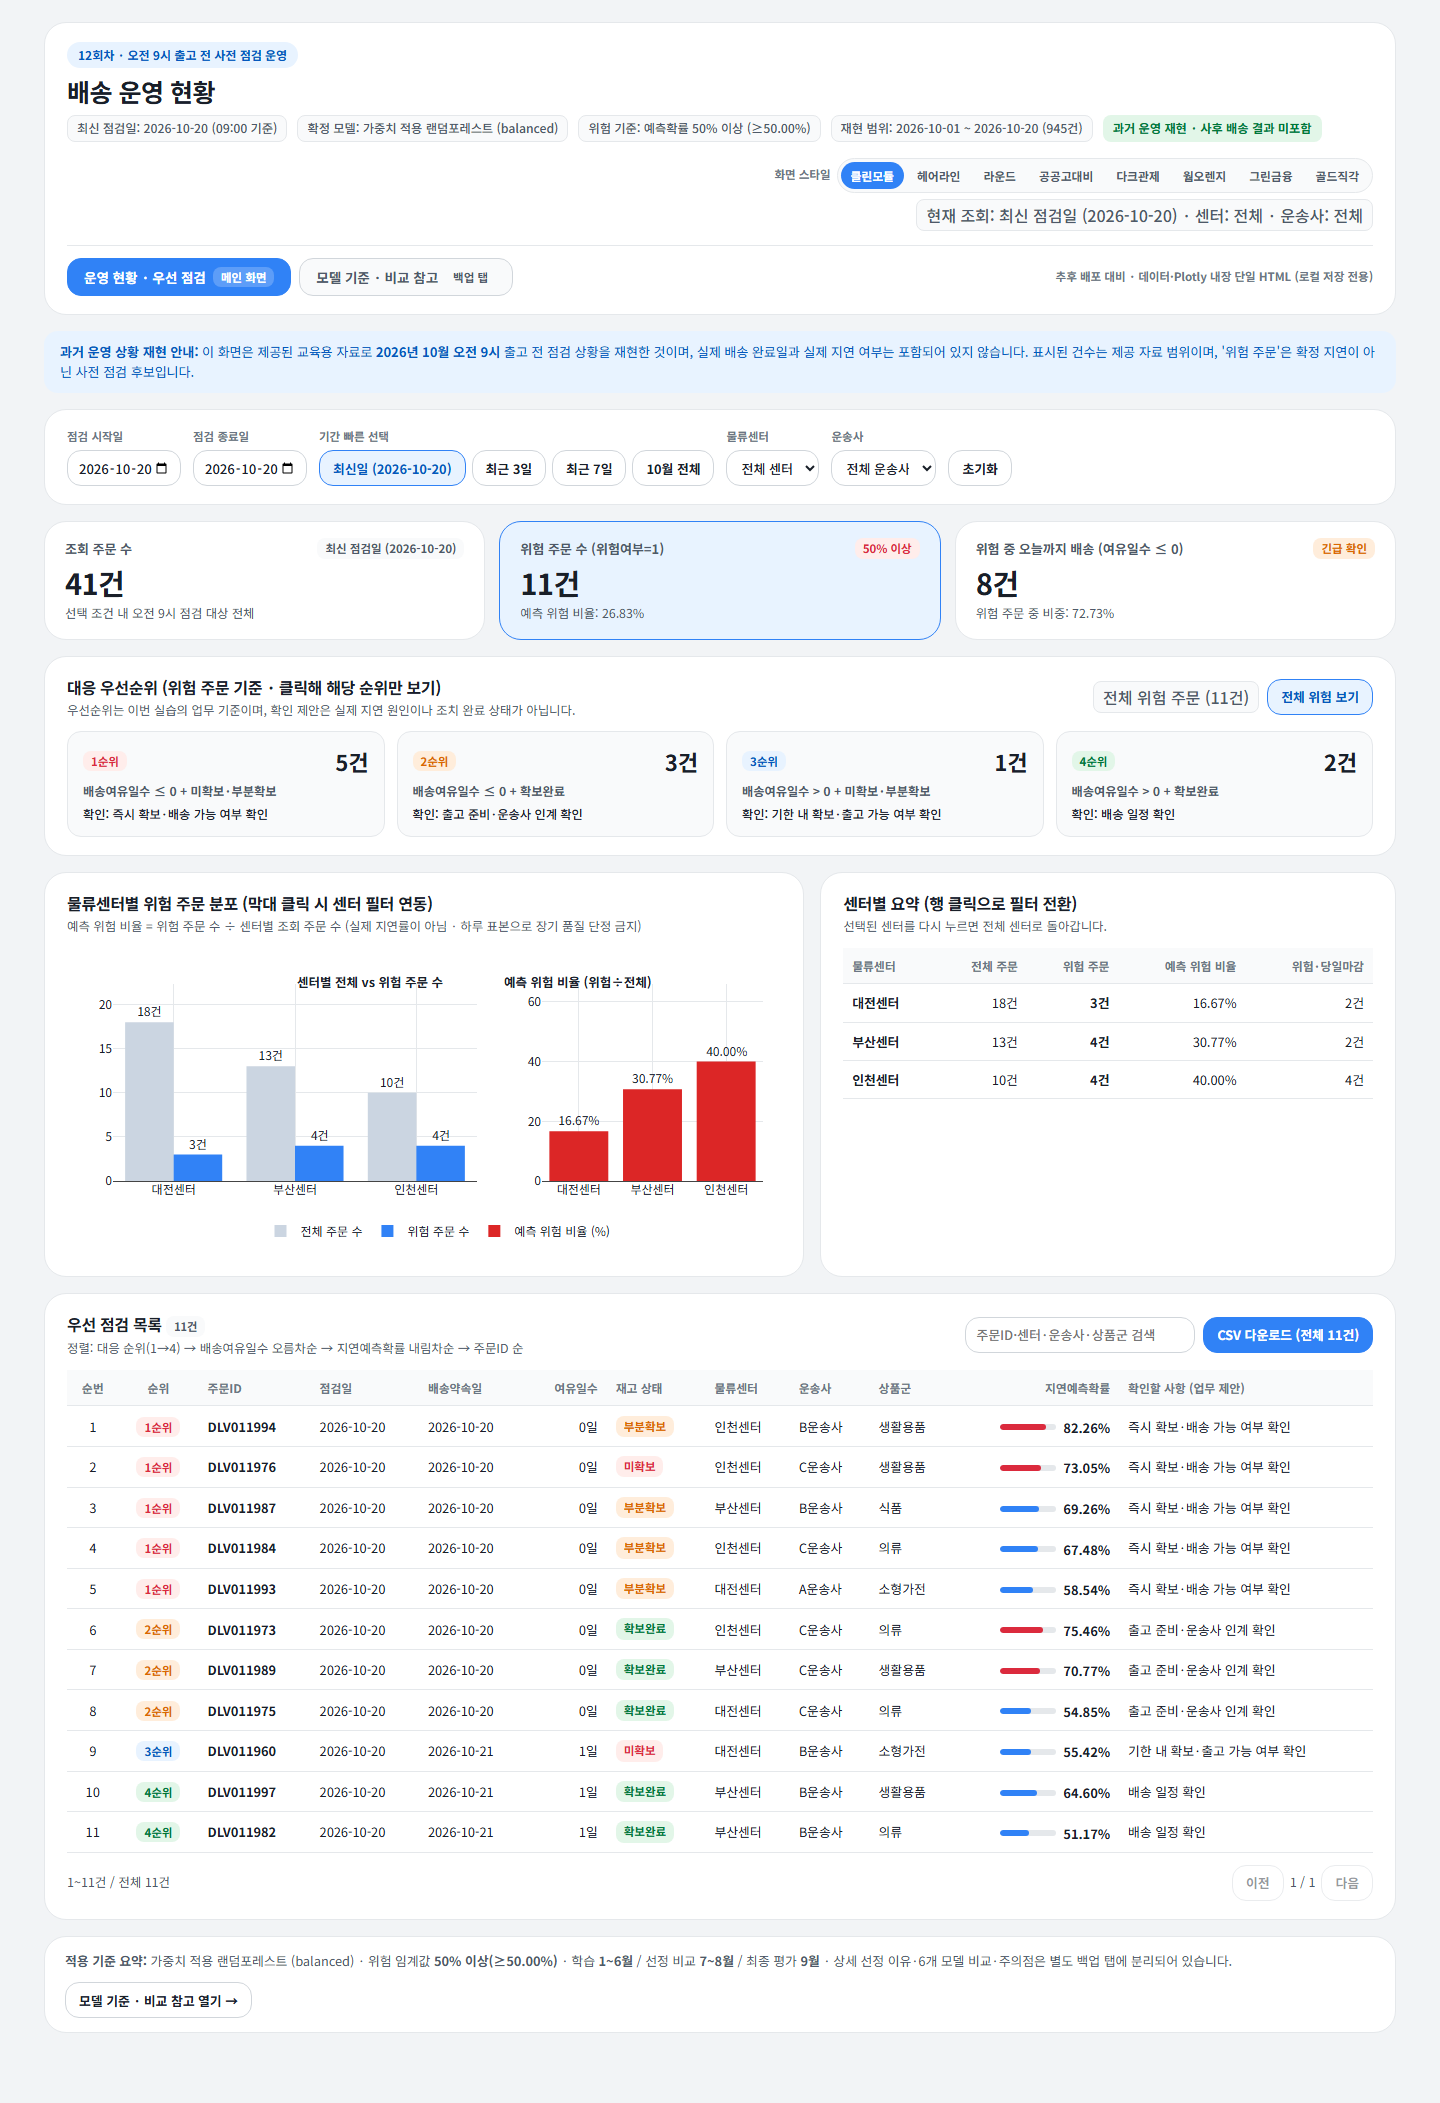 12회차 · 오전 9시 출고 전 사전 점검 운영
배송 운영 현황
최신 점검일: 2026-10-20 (09:00 기준)
확정 모델: 가중치 적용 랜덤포레스트 (balanced)
위험 기준: 예측확률 50% 이상 (≥50.00%)
재현 범위: 2026-10-01 ~ 2026-10-20 (945건)
과거 운영 재현 · 사후 배송 결과 미포함
화면 스타일 클린모듈 헤어라인 라운드 공공고대비 다크관제 웜오렌지 그린금융 골드직각
현재 조회: 최신 점검일 (2026-10-20) · 센터: 전체 · 운송사: 전체
운영 현황 · 우선 점검 메인 화면
모델 기준 · 비교 참고 백업 탭
추후 배포 대비 · 데이터·Plotly 내장 단일 HTML (로컬 저장 전용)
과거 운영 상황 재현 안내: 이 화면은 제공된 교육용 자료로 2026년 10월 오전 9시 출고 전 점검 상황을 재현한 것이며, 실제 배송 완료일과 실제 지연 여부는 포함되어 있지 않습니다. 표시된 건수는 제공 자료 범위이며, '위험 주문'은 확정 지연이 아
닌 사전 점검 후보입니다.
점검 시작일 점검 종료일 기간 빠른 선택 물류센터 운송사
2026-10-20 2026-10-20 최신일 (2026-10-20) 최근 3일 최근 7일 10월 전체 전체 센터 전체 운송사 초기화
조회 주문 수 최신 점검일 (2026-10-20)
41건
선택 조건 내 오전 9시 점검 대상 전체
위험 주문 수 (위험여부=1) 50% 이상
11건
예측 위험 비율: 26.83%
위험 중 오늘까지 배송 (여유일수 ≤ 0) 긴급 확인
8건
위험 주문 중 비중: 72.73%
대응 우선순위 (위험 주문 기준 · 클릭해 해당 순위만 보기)
우선순위는 이번 실습의 업무 기준이며, 확인 제안은 실제 지연 원인이나 조치 완료 상태가 아닙니다.
전체 위험 주문 (11건) 전체 위험 보기
1순위 5건
배송여유일수 ≤ 0 + 미확보·부분확보
확인: 즉시 확보·배송 가능 여부 확인
2순위 3건
배송여유일수 ≤ 0 + 확보완료
확인: 출고 준비·운송사 인계 확인
3순위 1건
배송여유일수 > 0 + 미확보·부분확보
확인: 기한 내 확보·출고 가능 여부 확인
4순위 2건
배송여유일수 > 0 + 확보완료
확인: 배송 일정 확인
물류센터별 위험 주문 분포 (막대 클릭 시 센터 필터 연동)
예측 위험 비율 = 위험 주문 수 ÷ 센터별 조회 주문 수 (실제 지연률이 아님 · 하루 표본으로 장기 품질 단정 금지)
센터별 전체 vs 위험 주문 수
20
15
10
5
0
18건
3건
13건
4건
10건
4건
대전센터 부산센터 인천센터
예측 위험 비율 (위험÷전체)
60
40
20
0
16.67%
30.77%
40.00%
대전센터 부산센터 인천센터
전체 주문 수 위험 주문 수 예측 위험 비율 (%)
센터별 요약 (행 클릭으로 필터 전환)
선택된 센터를 다시 누르면 전체 센터로 돌아갑니다.
물류센터 전체 주문 위험 주문 예측 위험 비율 위험·당일마감
대전센터 18건 3건 16.67% 2건
부산센터 13건 4건 30.77% 2건
인천센터 10건 4건 40.00% 4건
우선 점검 목록 11건
정렬: 대응 순위(1→4) → 배송여유일수 오름차순 → 지연예측확률 내림차순 → 주문ID 순
주문ID·센터·운송사·상품군 검색 CSV 다운로드 (전체 11건)
순번 순위 주문ID 점검일 배송약속일 여유일수 재고 상태 물류센터 운송사 상품군 지연예측확률 확인할 사항 (업무 제안)
1 1순위 DLV011994 2026-10-20 2026-10-20 0일 부분확보 인천센터 B운송사 생활용품 82.26% 즉시 확보·배송 가능 여부 확인
2 1순위 DLV011976 2026-10-20 2026-10-20 0일 미확보 인천센터 C운송사 생활용품 73.05% 즉시 확보·배송 가능 여부 확인
3 1순위 DLV011987 2026-10-20 2026-10-20 0일 부분확보 부산센터 B운송사 식품 69.26% 즉시 확보·배송 가능 여부 확인
4 1순위 DLV011984 2026-10-20 2026-10-20 0일 부분확보 인천센터 C운송사 의류 67.48% 즉시 확보·배송 가능 여부 확인
5 1순위 DLV011993 2026-10-20 2026-10-20 0일 부분확보 대전센터 A운송사 소형가전 58.54% 즉시 확보·배송 가능 여부 확인
6 2순위 DLV011973 2026-10-20 2026-10-20 0일 확보완료 인천센터 C운송사 의류 75.46% 출고 준비·운송사 인계 확인
7 2순위 DLV011989 2026-10-20 2026-10-20 0일 확보완료 부산센터 C운송사 생활용품 70.77% 출고 준비·운송사 인계 확인
8 2순위 DLV011975 2026-10-20 2026-10-20 0일 확보완료 대전센터 C운송사 의류 54.85% 출고 준비·운송사 인계 확인
9 3순위 DLV011960 2026-10-20 2026-10-21 1일 미확보 대전센터 B운송사 소형가전 55.42% 기한 내 확보·출고 가능 여부 확인
10 4순위 DLV011997 2026-10-20 2026-10-21 1일 확보완료 부산센터 B운송사 생활용품 64.60% 배송 일정 확인
11 4순위 DLV011982 2026-10-20 2026-10-21 1일 확보완료 부산센터 B운송사 의류 51.17% 배송 일정 확인
1~11건 / 전체 11건 이전 1 / 1 다음
적용 기준 요약: 가중치 적용 랜덤포레스트 (balanced) · 위험 임계값 50% 이상(≥50.00%) · 학습 1~6월 / 선정 비교 7~8월 / 최종 평가 9월 · 상세 선정 이유·6개 모델 비교·주의점은 별도 백업 탭에 분리되어 있습니다.
모델 기준 · 비교 참고 열기 →